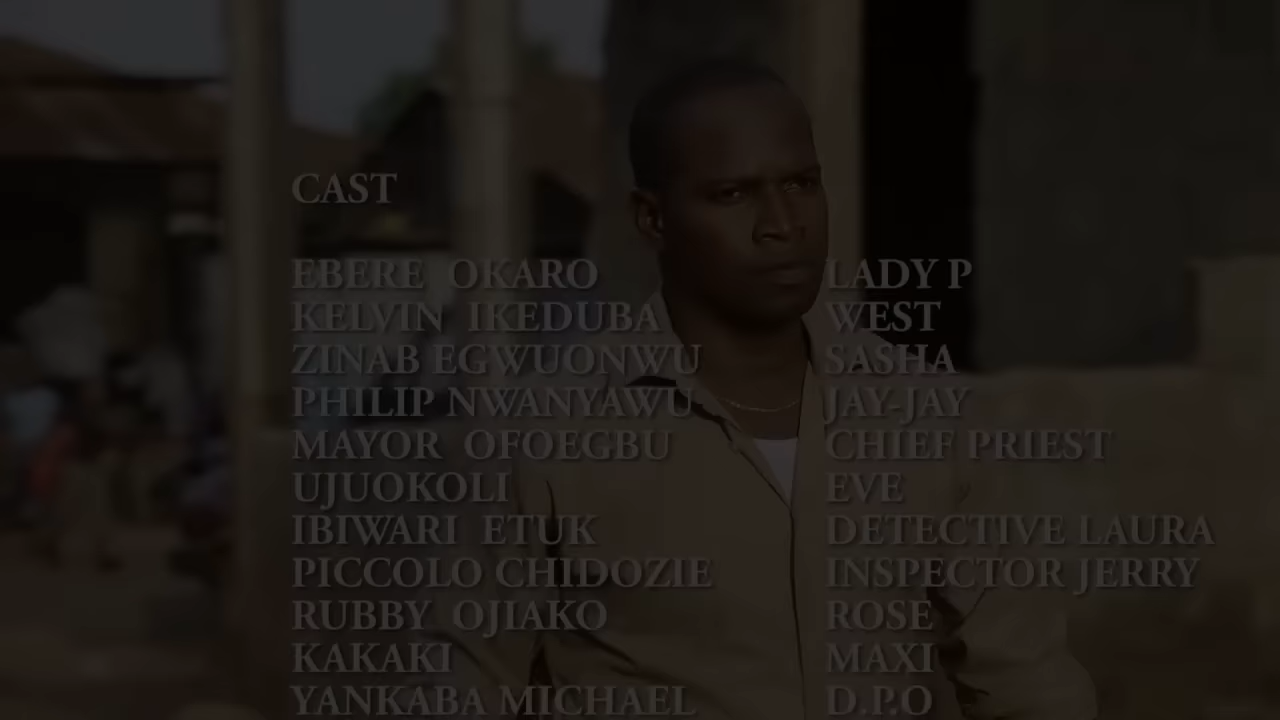 CAST
EBERE OKARO LADY P
KELVIN IKEDUBA WEST
ZINAB EGWUONWU SASHA
PHILIP NWANYAWU JAY-JAY
MAYOR OFOEGBU CHIEF PRIEST
UJUOKOLI EVE
IBIWARI ETUK DETECTIVE LAURA
PICCOLO CHIDOZIE INSPECTOR JERRY
RUBBY OJIAKO ROSE
KAKAKI MAXI
YANKABA MICHAEL D.P.O